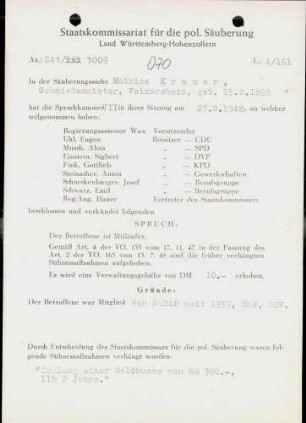 Staatskommissariat für die pol. Säuberung
Land Württemberg-Hohenzollern
Az.: 241/ 3009
070
L. 4/161
In der Säuberungssache Mathias Kramer,
Schmiedemeister, Volkersheim, geb. 15.2.1898
hat die Spruchkammer in ihrer Sitzung am 27.8.1948 an welcher
teilgenommen haben:
Regierungsassessor Wax Vorsitzender
Uhl, Eugen Beisitzer — CDU
Musch, Alois „ — SPD
Einstein, Sigbert „ — DVP
Fink, Gottlieb „ — KPD
Steinacher, Anton „ — Gewerkschaften
Schneckenburger, Josef „ — Berufsgruppe
Schwarz, Emil „ — Berufsgruppe
Reg.Ang. Hauer Vertreter des Staatskommissars
beschlossen und verkündet folgenden
SPRUCH:
Der Betroffene ist Mitläufer.
Gemäß Art. 4 der VO. 133 vom 17. 11. 47 in der Fassung des
Art. 2 der VO. 165 vom 13. 7. 48 sind die früher verhängten
Sühnemaßnahmen aufgehoben.
Es wird eine Verwaltungsgebühr von DM 10.— erhoben.
Gründe:
Der Betroffene war Mitglied der NSDAP seit 1939, DAF, NSV.
Durch Entscheidung des Staatskommissars für die pol. Säuberung waren fol-
gende Sühnemaßnahmen verhängt worden:
"Zahlung einer Geldbusse von RM 300.-,
11b 2 Jahre."